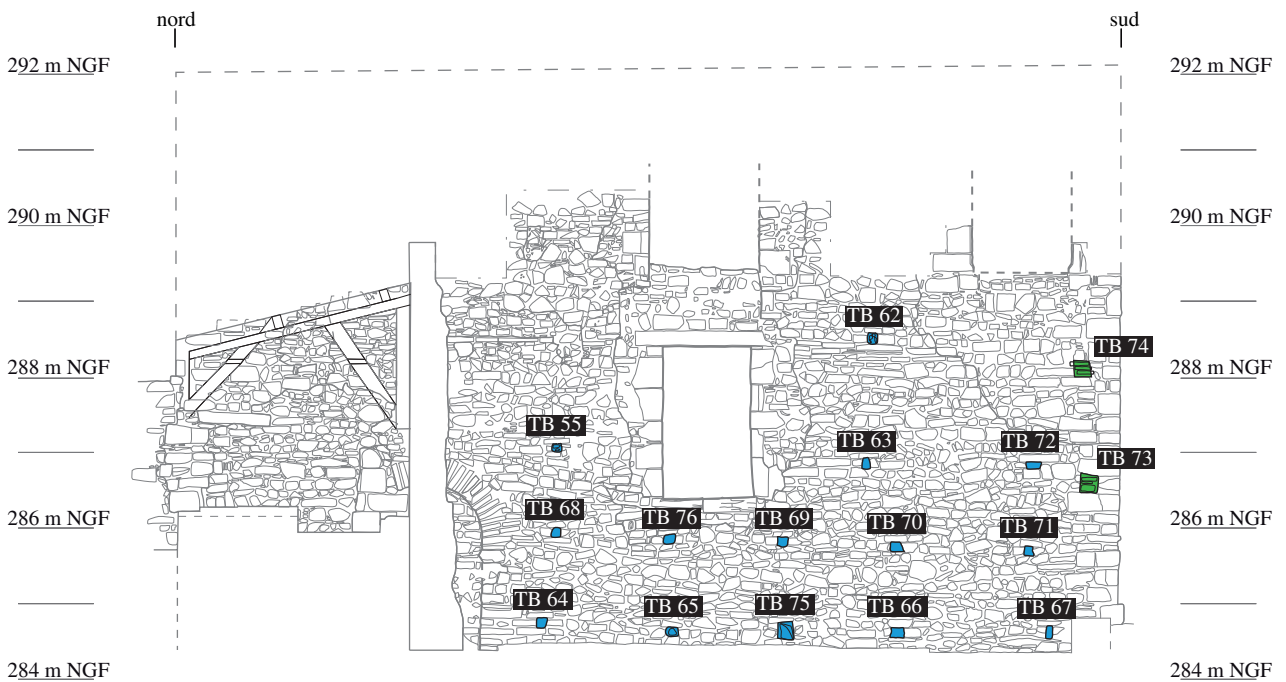 nord
sud
292 m NGF
292 m NGF
290 m NGF
290 m NGF
TB 62
TB 74
288 m NGF
288 m NGF
TB 55
TB 63
TB 72
TB 73
286 m NGF
286 m NGF
TB 68
TB 76
TB 69
TB 70
TB 71
TB 64
TB 65
TB 75
TB 66
TB 67
284 m NGF
284 m NGF